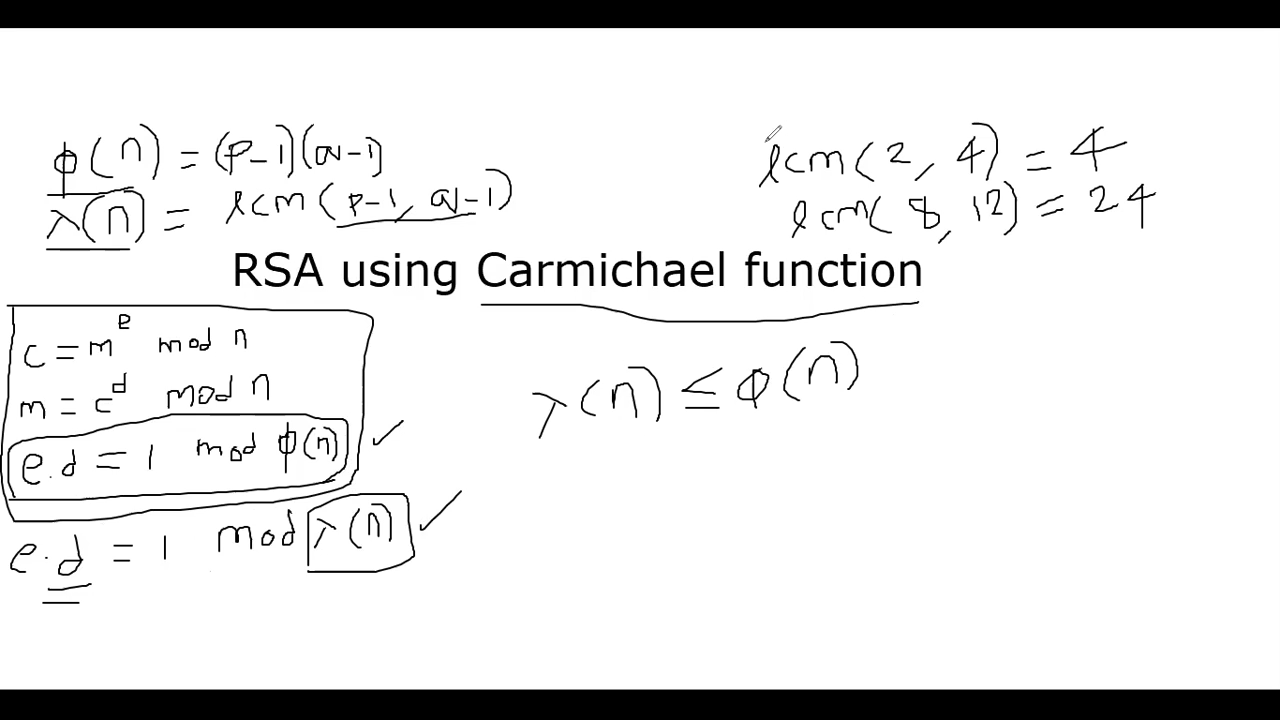 φ(n) = (p-1)(q-1)
λ(n) = lcm(p-1, q-1)
lcm(2, 4) = 4
lcm(8, 12) = 24
RSA using Carmichael function
c = m^e mod n
m = c^d mod n
e.d = 1 mod φ(n) ✓
e.d = 1 mod λ(n) ✓
λ(n) ≤ φ(n)